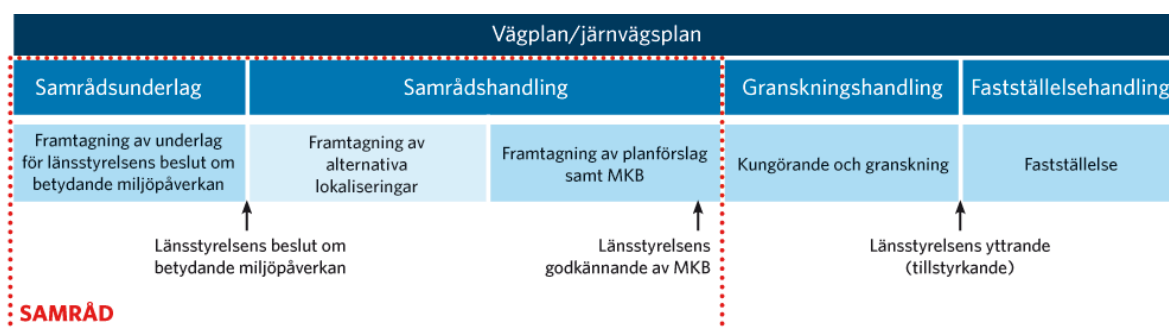 Vägplan/järnvägsplan
Samrådsunderlag
Samrådshandling
Granskningshandling
Fastställelsehandling
Framtagning av underlag
för länsstyrelsens beslut om
betydande miljöpåverkan
Framtagning av
alternativa
lokaliseringar
Framtagning av planförslag
samt MKB
Kungörande och granskning
Fastställelse
Länsstyrelsens beslut om
betydande miljöpåverkan
Länsstyrelsens
godkännande av MKB
Länsstyrelsens yttrande
(tillstyrkande)
SAMRÅD